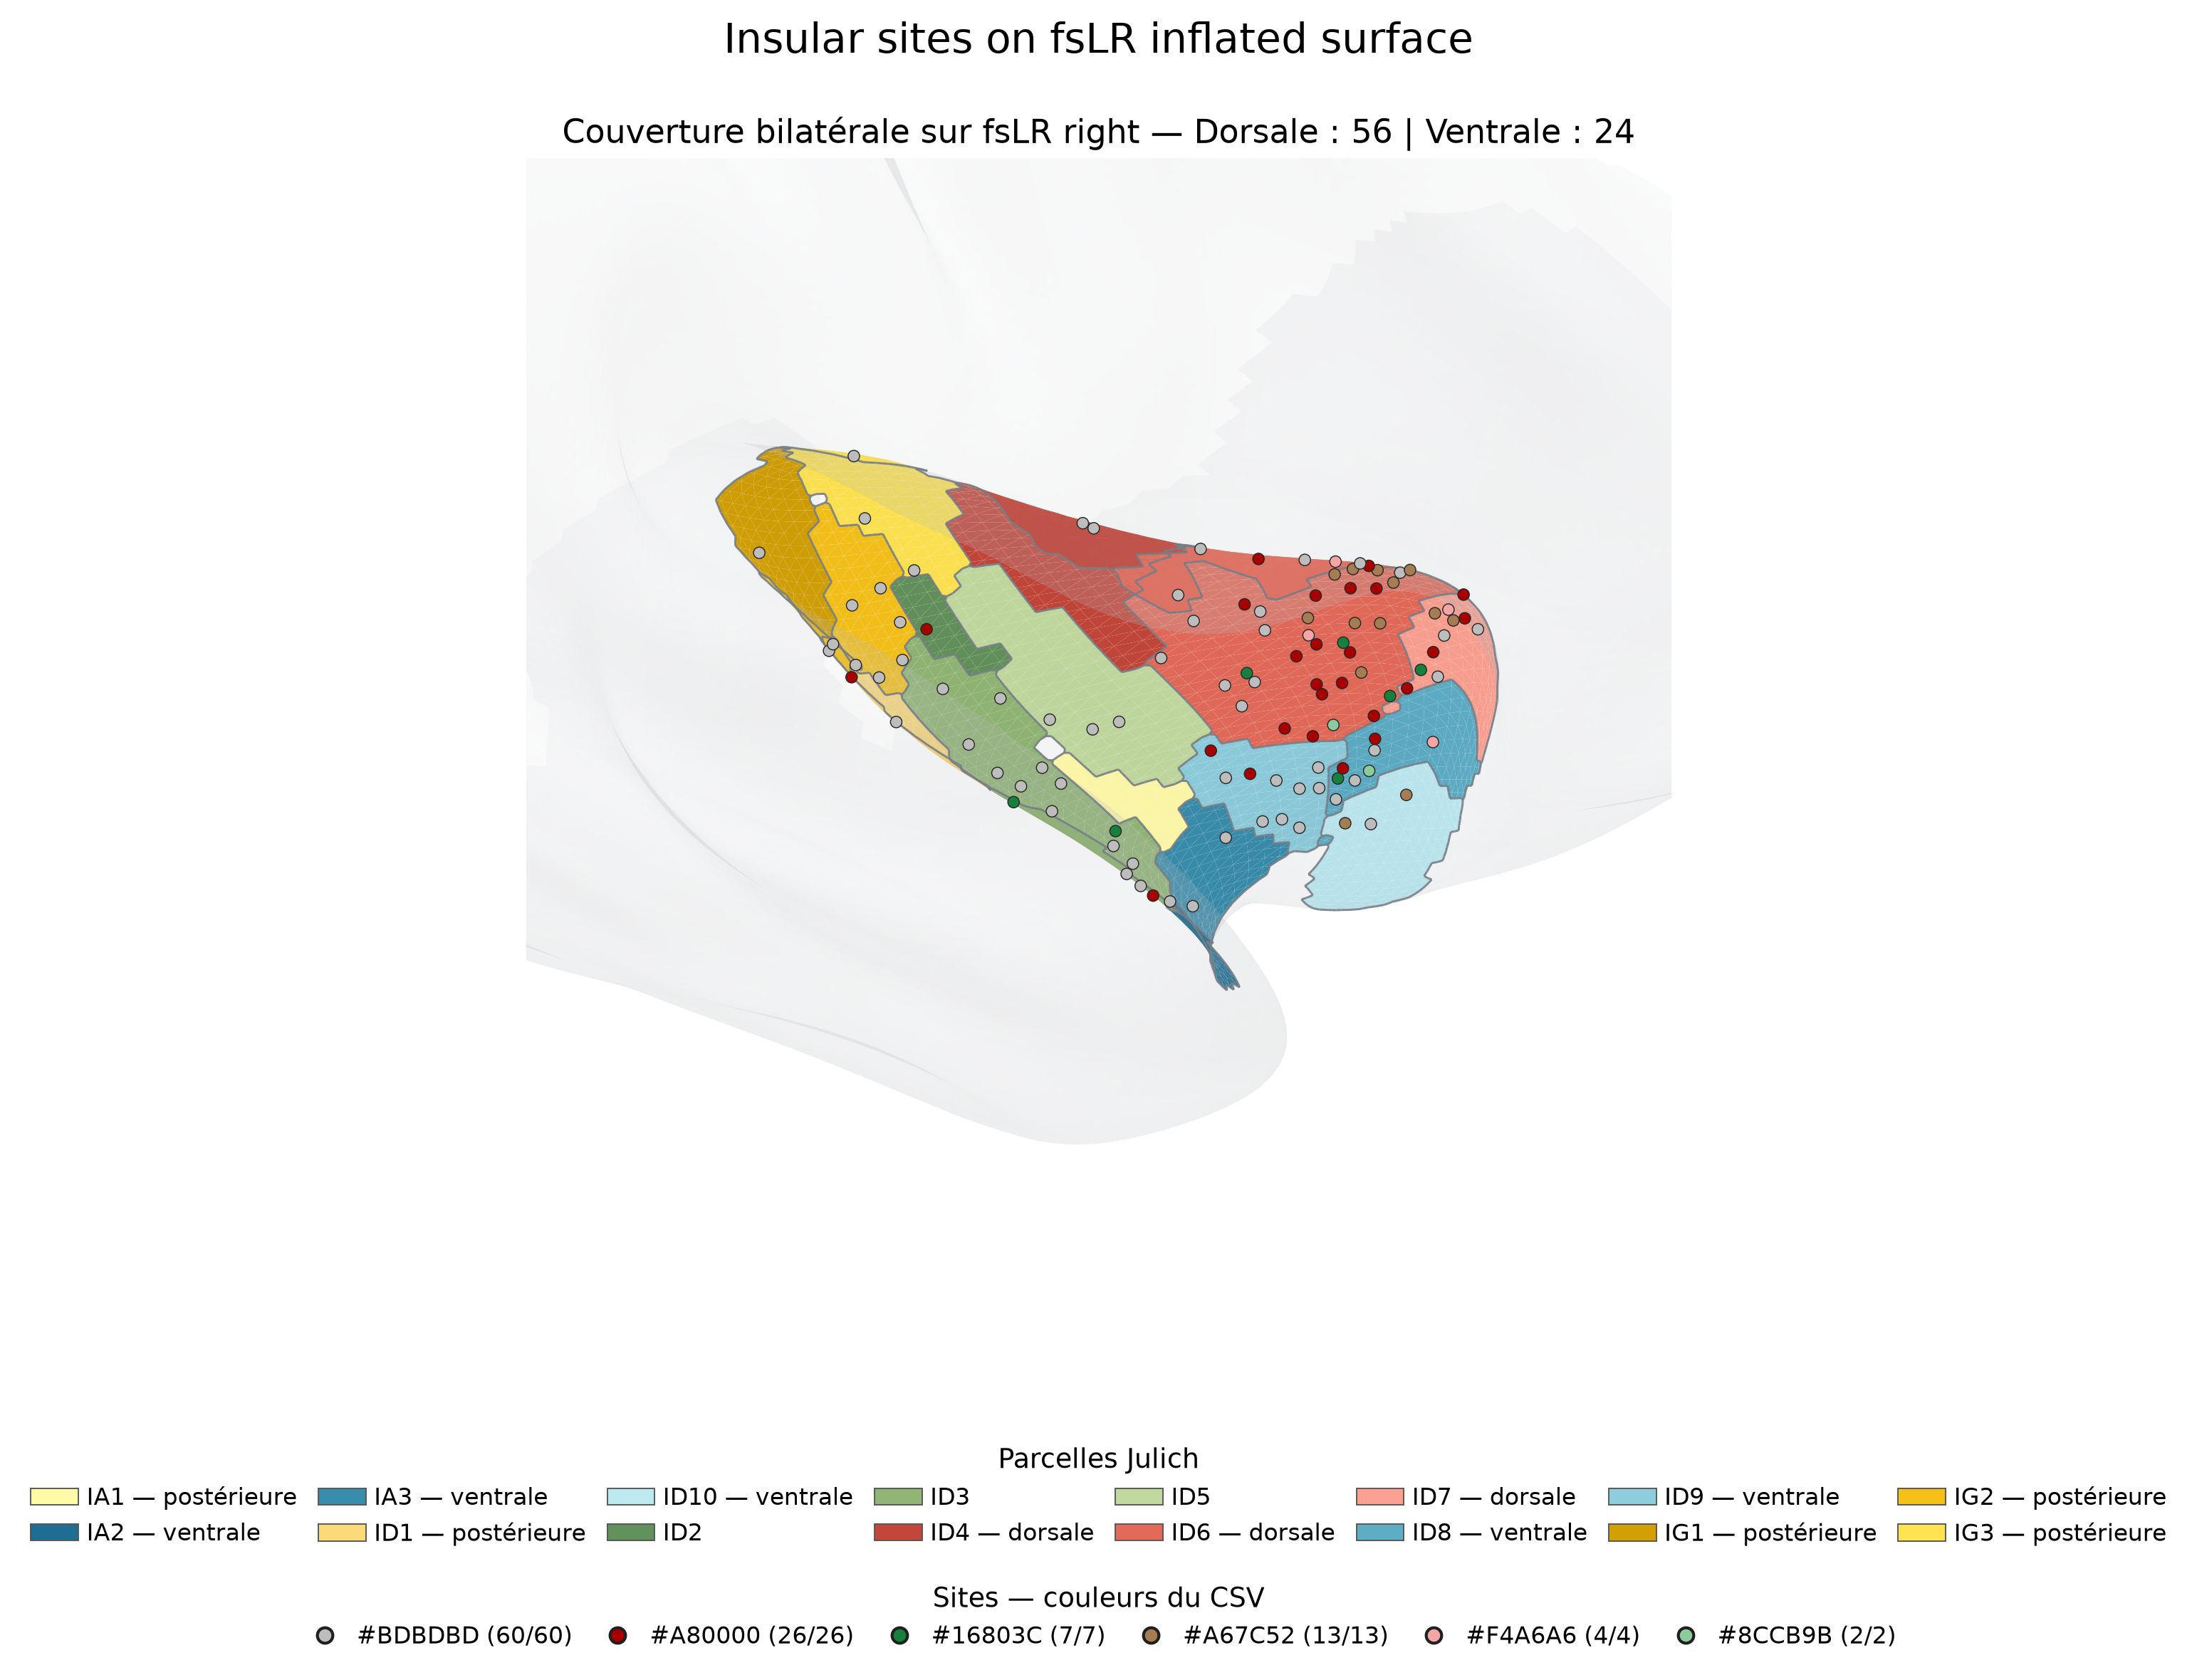 Insular sites on fsLR inflated surface
Couverture bilatérale sur fsLR right — Dorsale : 56 | Ventrale : 24
Parcelles Julich
IA1 — postérieure IA3 — ventrale ID10 — ventrale ID3 ID5 ID7 — dorsale ID9 — ventrale IG2 — postérieure
IA2 — ventrale ID1 — postérieure ID2 ID4 — dorsale ID6 — dorsale ID8 — ventrale IG1 — postérieure IG3 — postérieure
Sites — couleurs du CSV
#BDBDBD (60/60) #A80000 (26/26) #16803C (7/7) #A67C52 (13/13) #F4A6A6 (4/4) #8CCB9B (2/2)